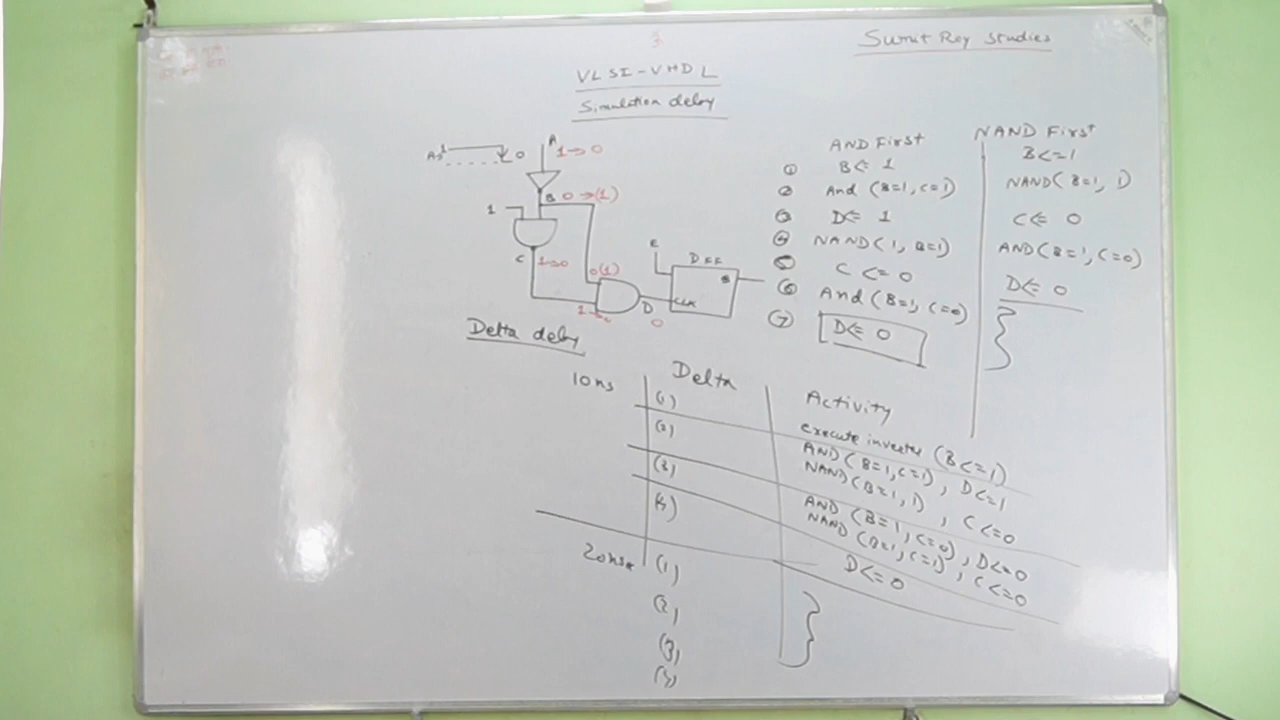 Sumit Roy Studies
VLSI-VHDL
Simulation delay
A:1 0
A
1→0
B 0→(1)
1
C 1→0
0(1)
1→0
D
0
E
DFF
CLK
AND First
① B<= 1
② And (B=1, C=1)
③ D<= 1
④ NAND(1, B=1)
⑤ C <= 0
⑥ And (B=1, C=0)
⑦ D<= 0
NAND First
B<=1
NAND(B=1, 1)
C<= 0
AND(B=1, C=0)
D<= 0
Delta delay
Delta
Activity
10ns
(1) execute inverter (B<=1)
(2) AND(B=1,C=1), D<=1
NAND(B=1, 1), C<=0
(3) AND (B=1, C=0), D<=0
NAND (B=1, C=1), C<=0
(4) D<=0
(1)
(2)
(3)
(4)